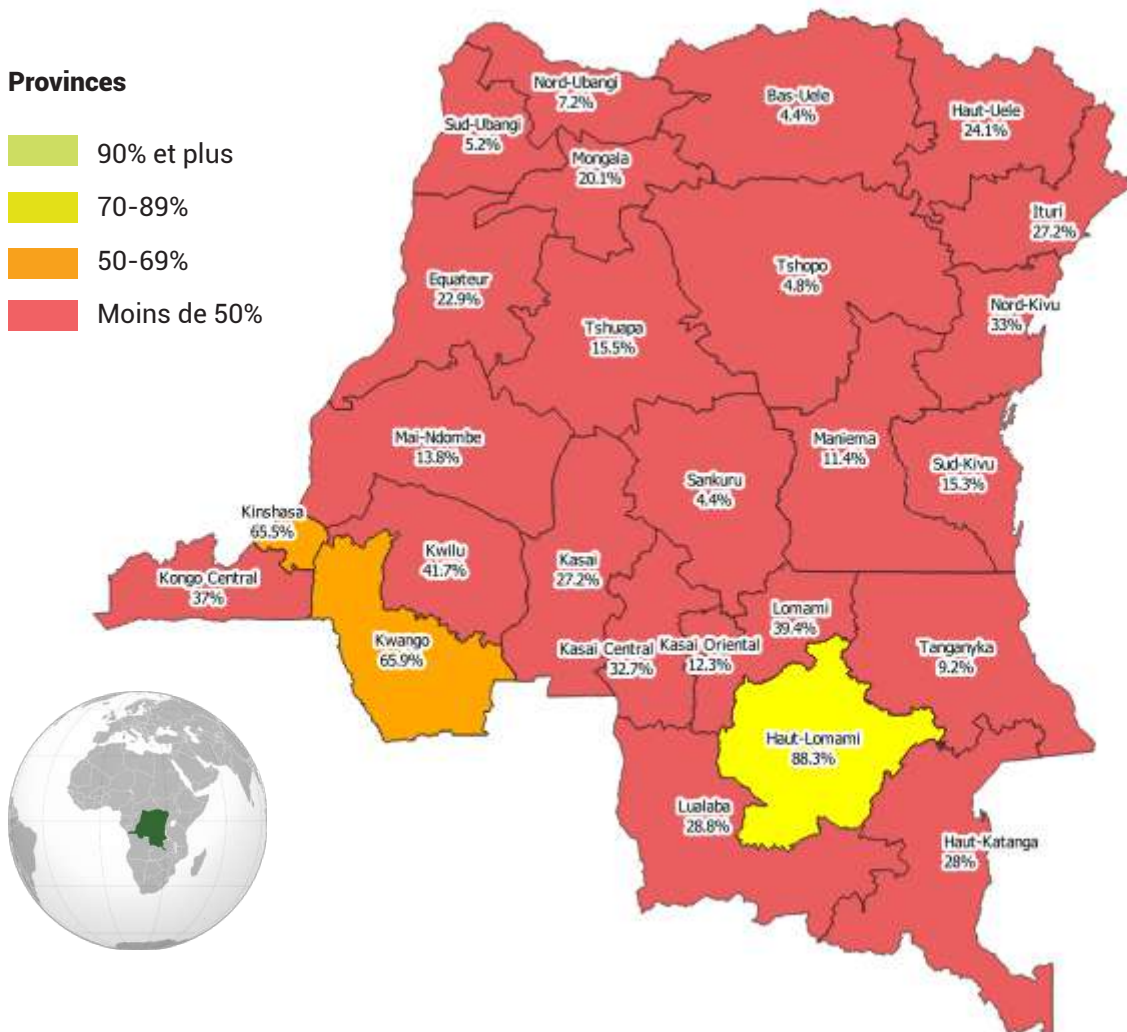 Provinces
90% et plus
70-89%
50-69%
Moins de 50%
Nord-Ubangi
7.2%
Bas-Uele
4.4%
Haut-Uele
24.1%
Sud-Ubangi
5.2%
Mongala
20.1%
Ituri
27.2%
Equateur
22.9%
Tshopo
4.8%
Nord-Kivu
33%
Tshuapa
15.5%
Mai-Ndombe
13.8%
Maniema
11.4%
Sud-Kivu
15.3%
Sankuru
4.4%
Kinshasa
65.5%
Kwilu
41.7%
Kasai
27.2%
Kongo Central
37%
Lomami
39.4%
Kwango
65.9%
Kasai Central
32.7%
Kasai Oriental
12.3%
Tanganyka
9.2%
Haut-Lomami
88.3%
Lualaba
28.8%
Haut-Katanga
28%